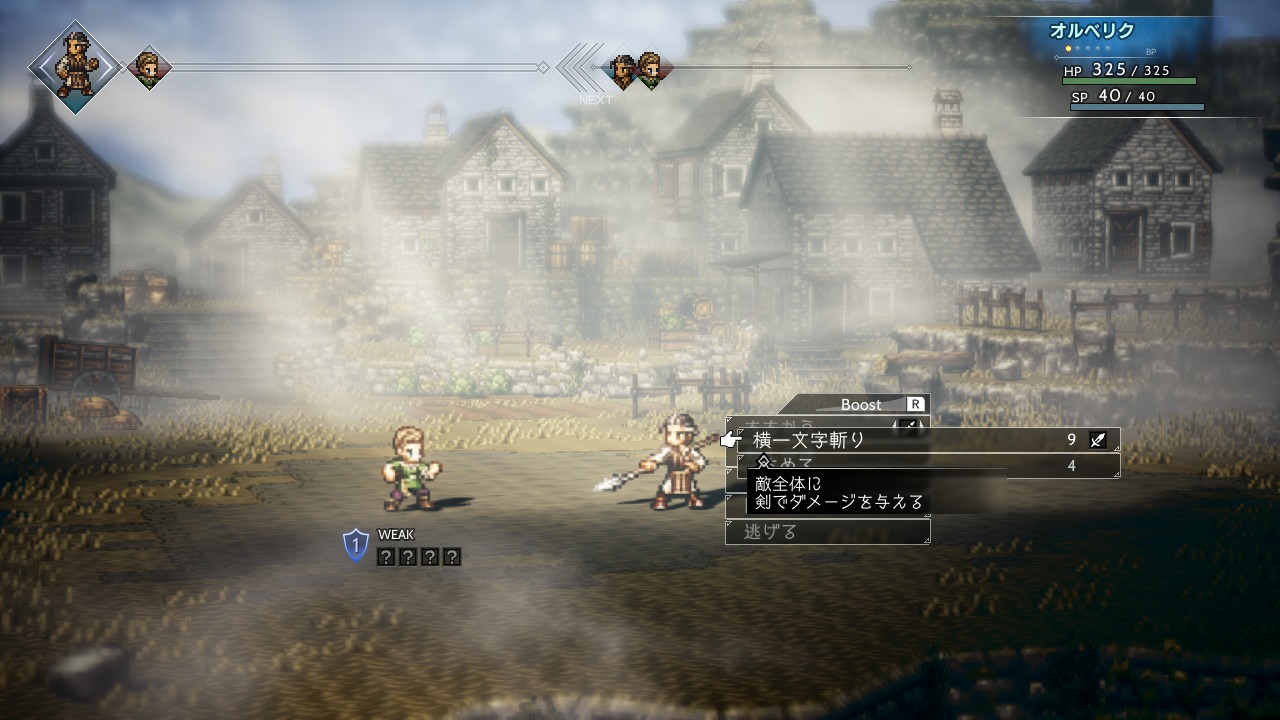 オルベリク
BP
HP 325 / 325
SP 40 / 40
NEXT
Boost R
横一文字斬り 9
4
敵全体に
剣でダメージを与える
逃げる
1 WEAK
? ? ? ?